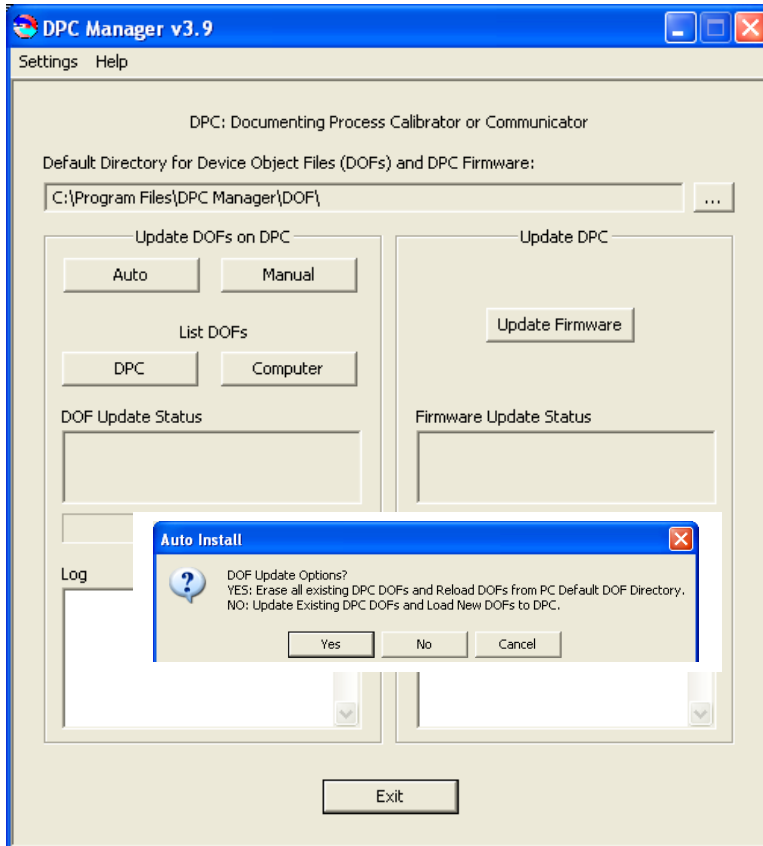 DPC Manager v3.9
Settings Help
DPC: Documenting Process Calibrator or Communicator
Default Directory for Device Object Files (DOFs) and DPC Firmware:
C:\Program Files\DPC Manager\DOF\
...
Update DOFs on DPC
Auto Manual
List DOFs
DPC Computer
DOF Update Status
Update DPC
Update Firmware
Firmware Update Status
Log
Auto Install
DOF Update Options?
YES: Erase all existing DPC DOFs and Reload DOFs from PC Default DOF Directory.
NO: Update Existing DPC DOFs and Load New DOFs to DPC.
Yes No Cancel
Exit